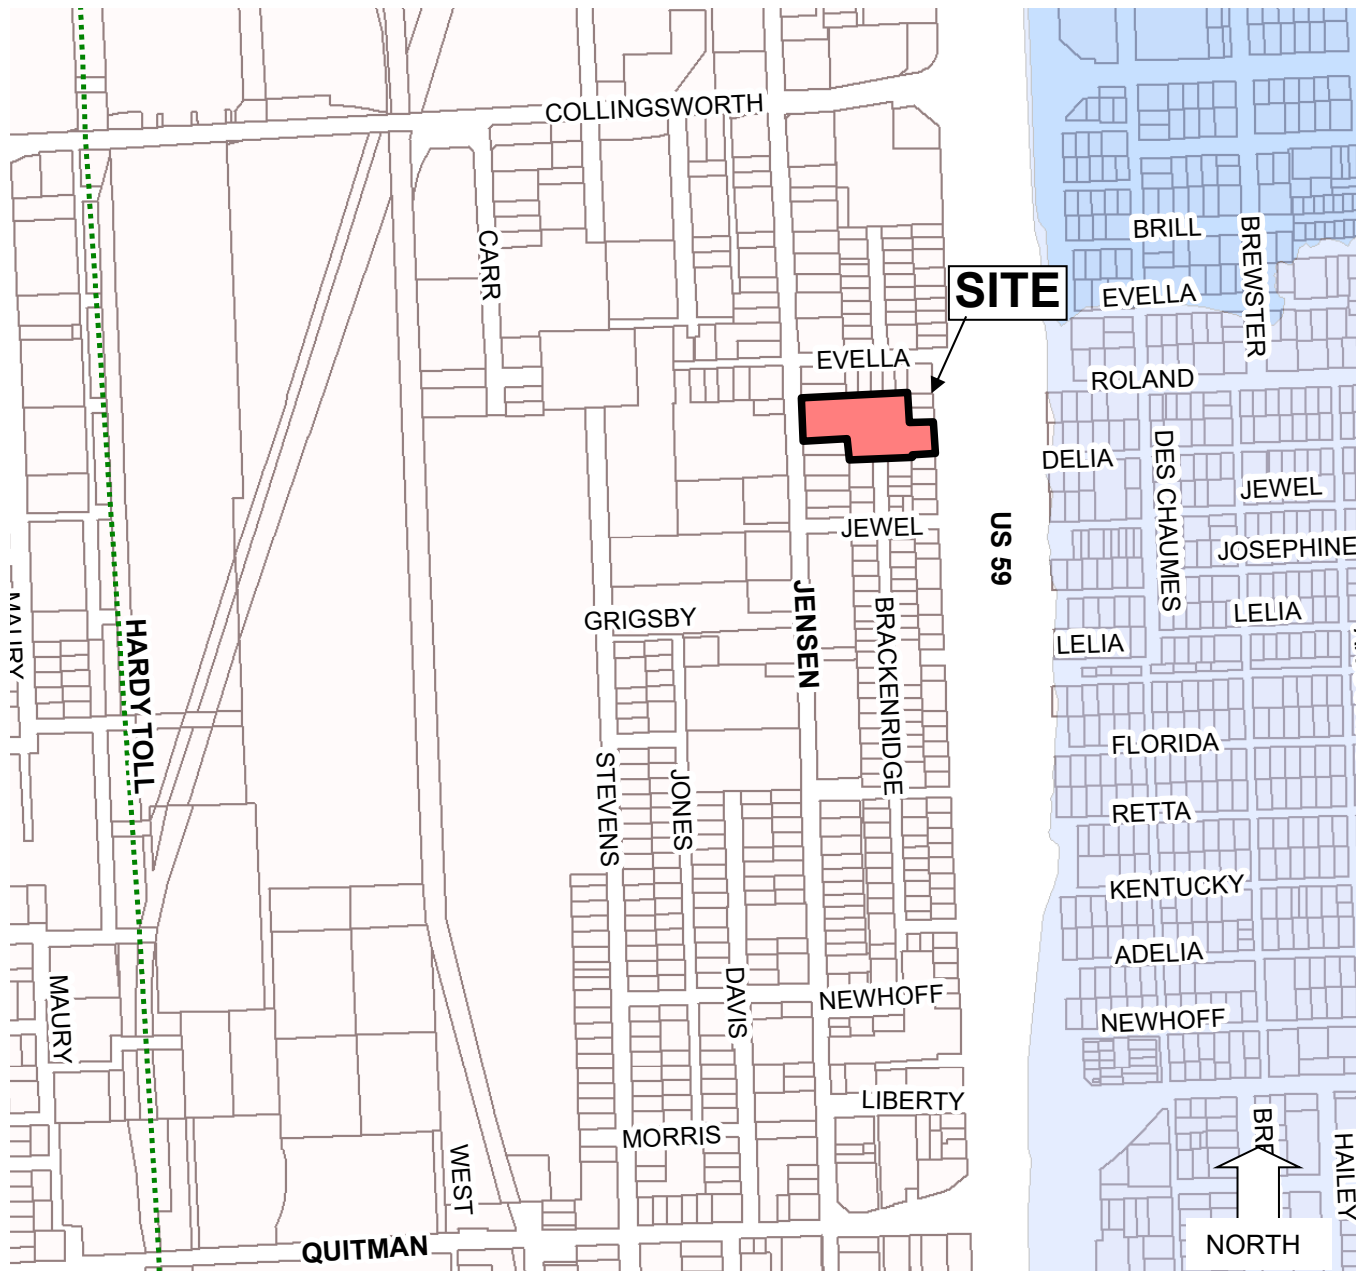 COLLINGSWORTH
BRILL
BREWSTER
CARR
SITE
EVELLA
EVELLA
ROLAND
DELIA
DES CHAUMES
JEWEL
JEWEL
US 59
JOSEPHINE
MAURY
HARDY TOLL
GRIGSBY
JENSEN
BRACKENRIDGE
LELIA
LELIA
FLORIDA
STEVENS
JONES
RETTA
KENTUCKY
ADELIA
MAURY
DAVIS
NEWHOFF
NEWHOFF
LIBERTY
MORRIS
WEST
BRE
HAILEY
QUITMAN
NORTH